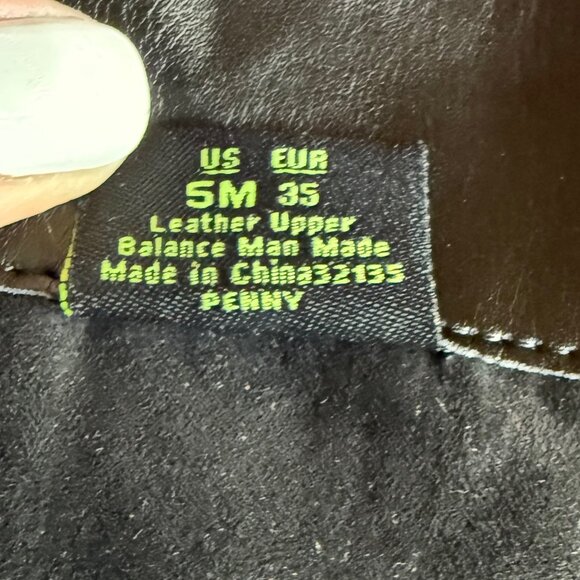 US EUR
5M 35
Leather Upper
Balance Man Made
Made in China32135
PENNY